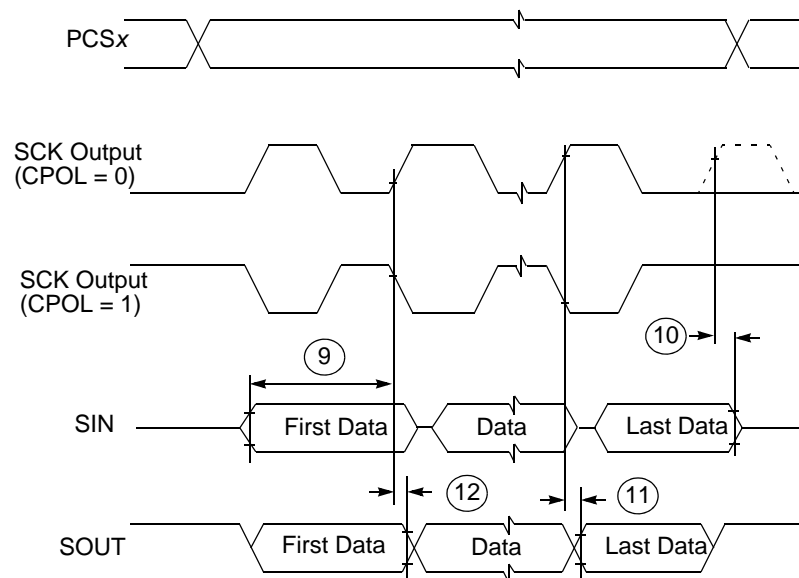 PCSx
SCK Output
(CPOL = 0)
SCK Output
(CPOL = 1)
10
9
SIN
First Data
Data
Last Data
12
11
SOUT
First Data
Data
Last Data